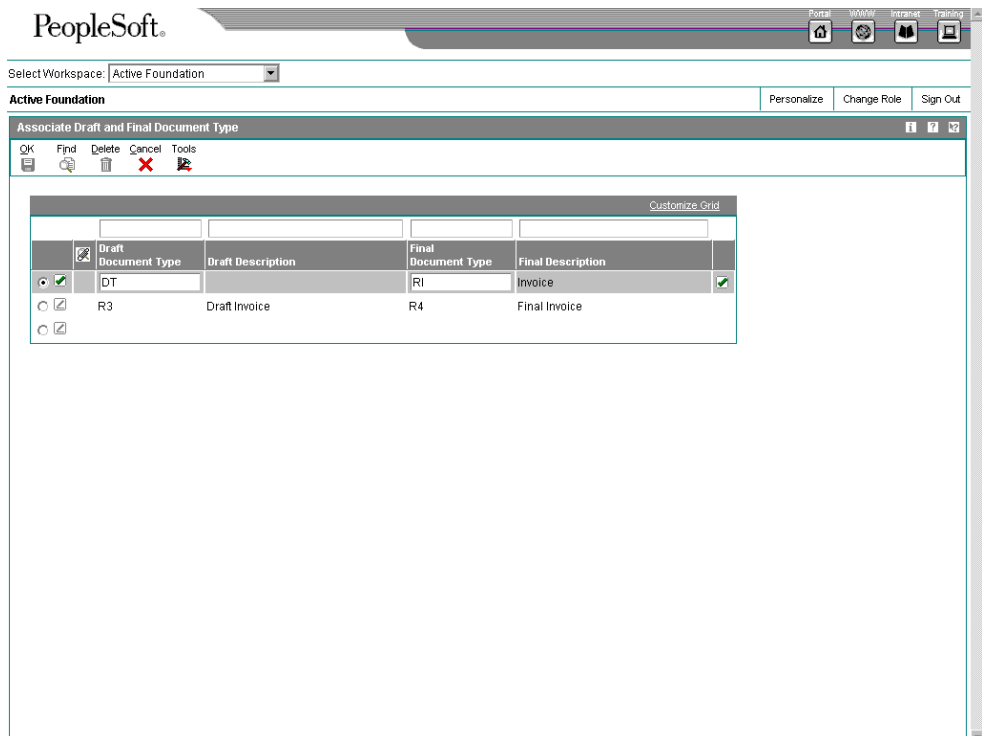 Portal WWW Intranet Training
PeopleSoft.
Select Workspace: Active Foundation
Active Foundation Personalize Change Role Sign Out
Associate Draft and Final Document Type
OK Find Delete Cancel Tools
Customize Grid
Draft Document Type Draft Description Final Document Type Final Description
DT RI Invoice
R3 Draft Invoice R4 Final Invoice